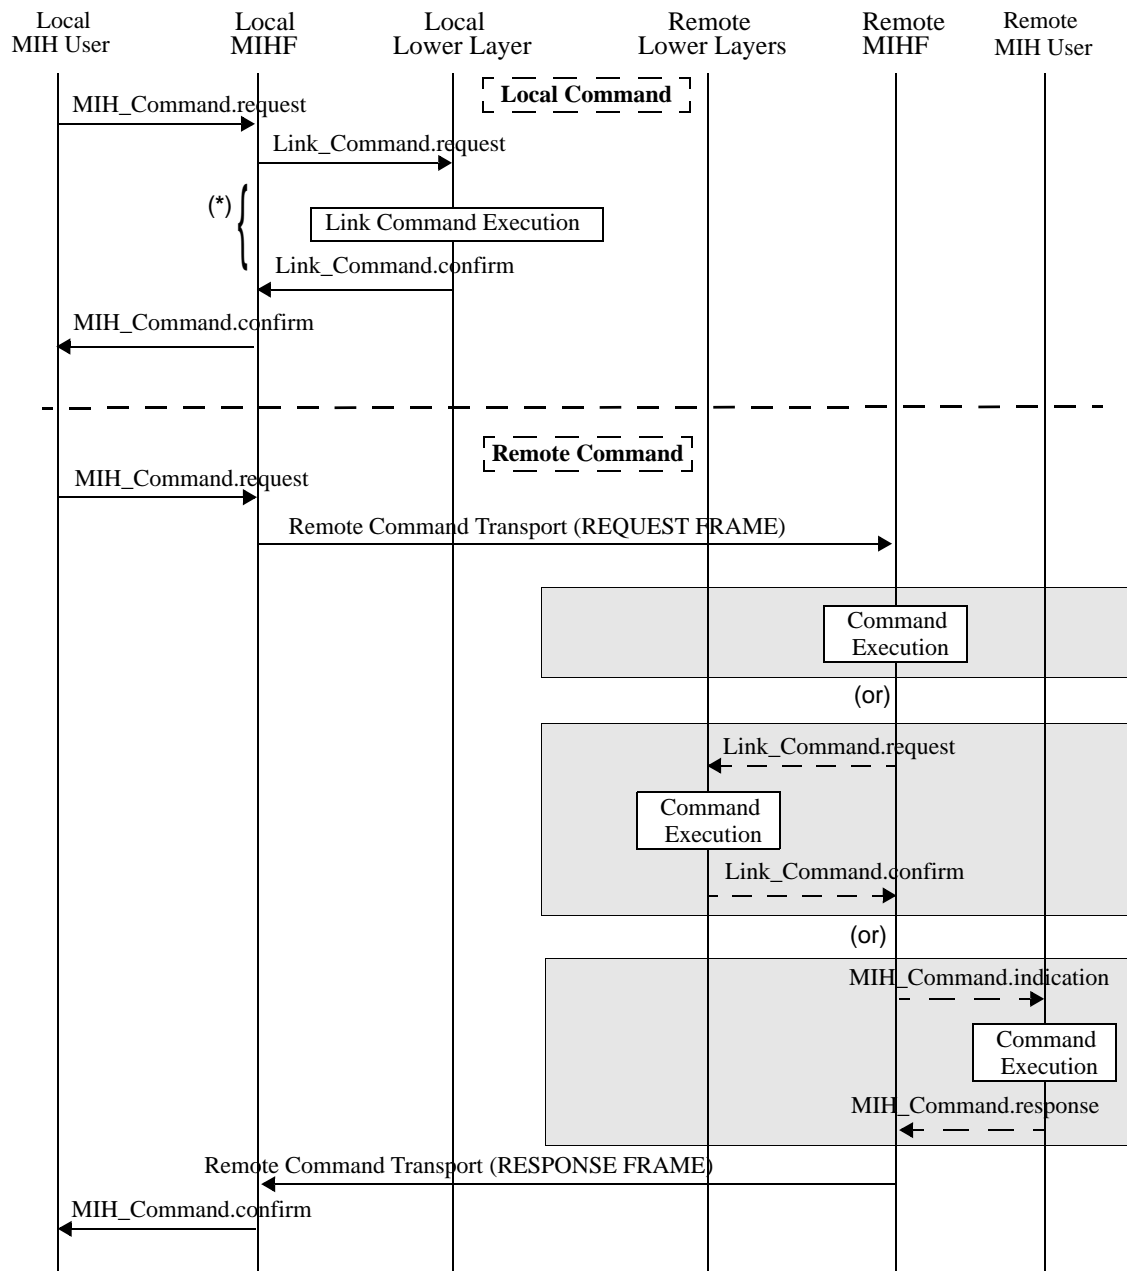 Local
MIH User
Local
MIHF
Local
Lower Layer
Remote
Lower Layers
Remote
MIHF
Remote
MIH User
Local Command
MIH_Command.request
Link_Command.request
(*)
Link Command Execution
Link_Command.confirm
MIH_Command.confirm
Remote Command
MIH_Command.request
Remote Command Transport (REQUEST FRAME)
Command
Execution
(or)
Link_Command.request
Command
Execution
Link_Command.confirm
(or)
MIH_Command.indication
Command
Execution
MIH_Command.response
Remote Command Transport (RESPONSE FRAME)
MIH_Command.confirm